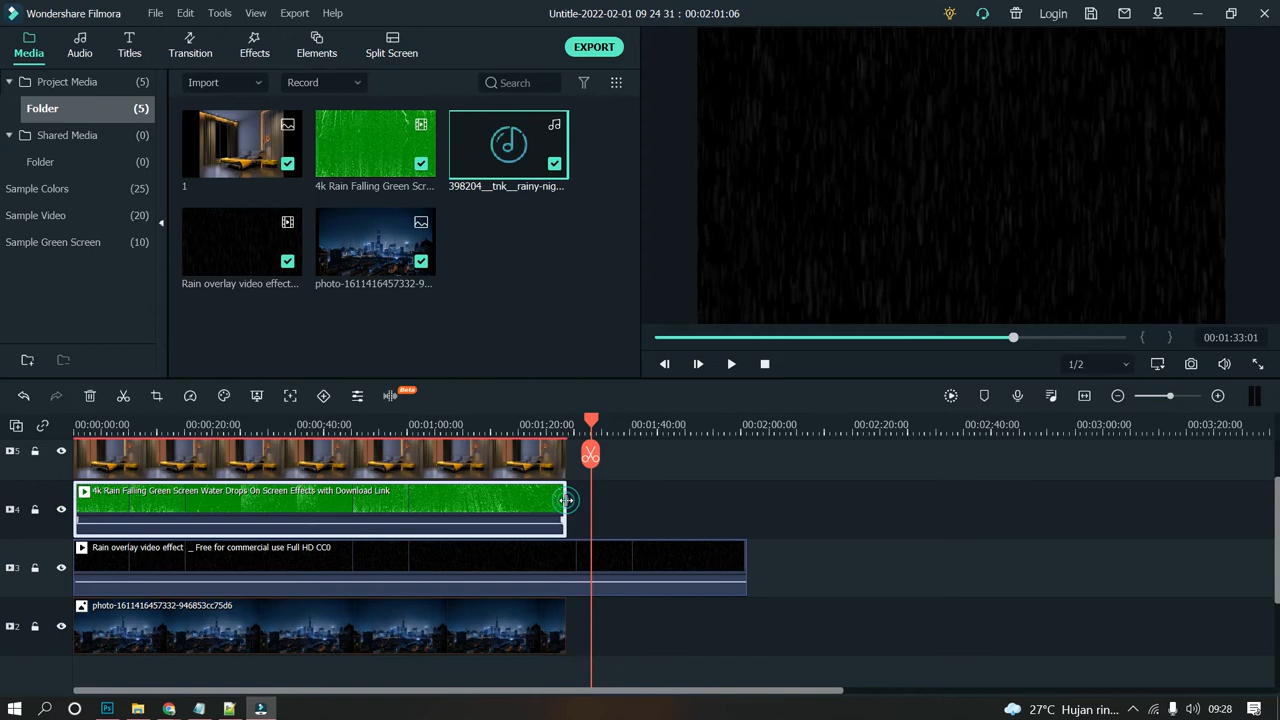 Wondershare Filmora File Edit Tools View Export Help Untitle-2022-02-01 09 24 31 : 00:02:01:06 Login
Media Audio Titles Transition Effects Elements Split Screen EXPORT
Project Media (5) Import Record Search
Folder (5)
Shared Media (0)
Folder (0)
Sample Colors (25)
Sample Video (20)
Sample Green Screen (10)
1 4k Rain Falling Green Scr... 398204__tnk__rainy-nig...
Rain overlay video effect... photo-1611416457332-9...
00:01:33:01
1/2
Beta
00:00:00:00 00:00:20:00 00:00:40:00 00:01:00:00 00:01:20:00 00:01:40:00 00:02:00:00 00:02:20:00 00:02:40:00 00:03:00:00 00:03:20:00
5
4k Rain Falling Green Screen Water Drops On Screen Effects with Download Link
4
Rain overlay video effect _ Free for commercial use Full HD CC0
3
photo-1611416457332-946853cc75d6
2
Ps 27°C Hujan rin... 09:28